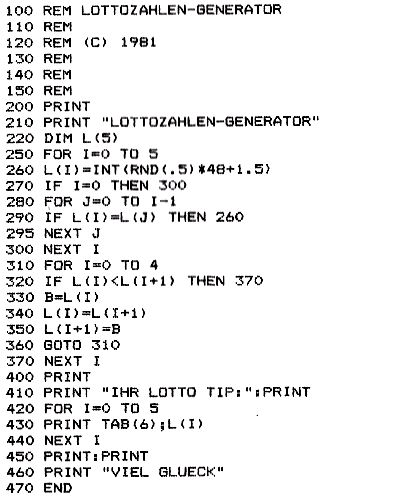 100 REM LOTTOZAHLEN-GENERATOR
110 REM
120 REM (C) 1981
130 REM
140 REM
150 REM
200 PRINT
210 PRINT "LOTTOZAHLEN-GENERATOR"
220 DIM L(5)
250 FOR I=0 TO 5
260 L(I)=INT(RND(.5)*48+1.5)
270 IF I=0 THEN 300
280 FOR J=0 TO I-1
290 IF L(I)=L(J) THEN 260
295 NEXT J
300 NEXT I
310 FOR I=0 TO 4
320 IF L(I)<L(I+1) THEN 370
330 B=L(I)
340 L(I)=L(I+1)
350 L(I+1)=B
360 GOTO 310
370 NEXT I
400 PRINT
410 PRINT "IHR LOTTO TIP:":PRINT
420 FOR I=0 TO 5
430 PRINT TAB(6);L(I)
440 NEXT I
450 PRINT:PRINT
460 PRINT "VIEL GLUECK"
470 END